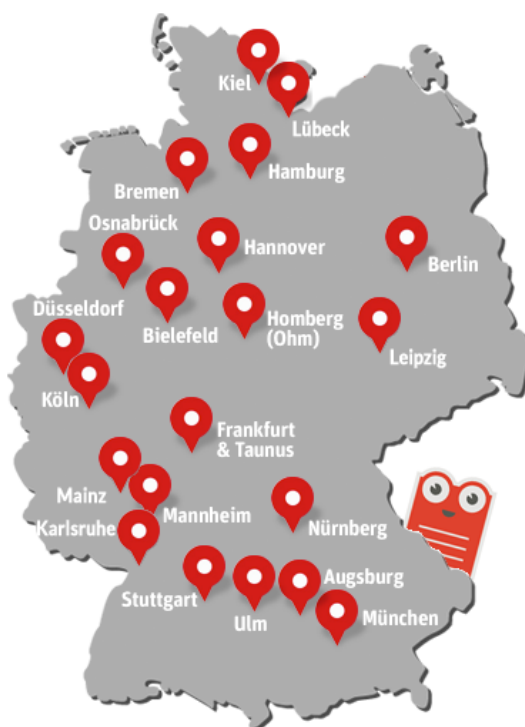 Kiel
Lübeck
Hamburg
Bremen
Osnabrück
Hannover
Berlin
Düsseldorf
Bielefeld
Homberg
(Ohm)
Leipzig
Köln
Frankfurt
& Taunus
Mainz
Mannheim
Nürnberg
Karlsruhe
Augsburg
Stuttgart
Ulm
München